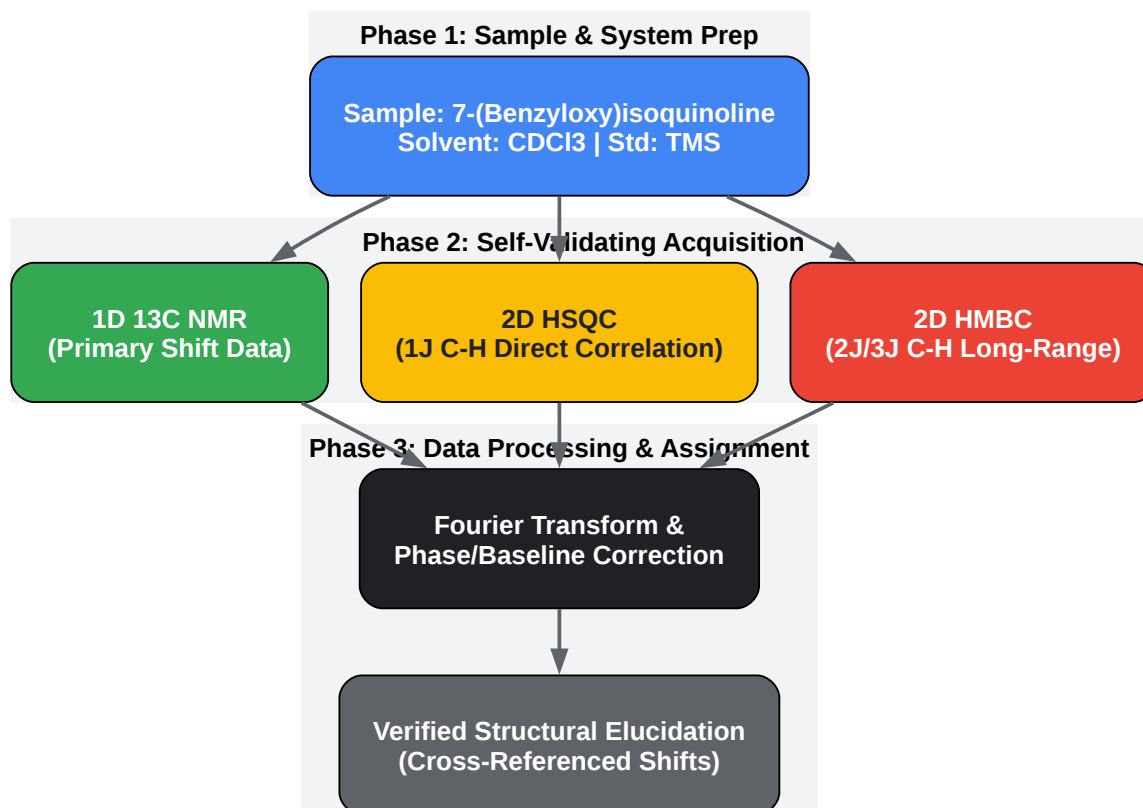 Phase 1: Sample & System Prep
Sample: 7-(Benzyloxy)isoquinoline
Solvent: CDCl3 | Std: TMS
Phase 2: Self-Validating Acquisition
1D 13C NMR
(Primary Shift Data)
2D HSQC
(1J C-H Direct Correlation)
2D HMBC
(2J/3J C-H Long-Range)
Phase 3: Data Processing & Assignment
Fourier Transform &
Phase/Baseline Correction
Verified Structural Elucidation
(Cross-Referenced Shifts)